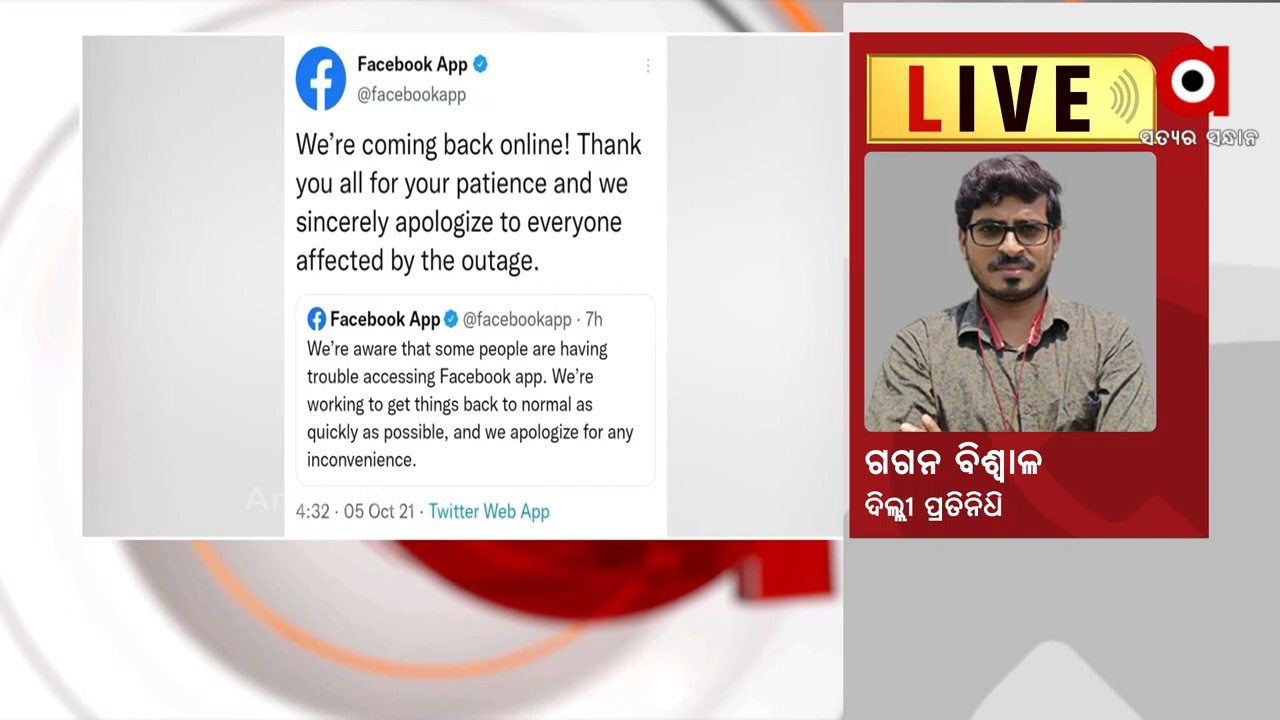 Facebook App
@facebookapp
We're coming back online! Thank
you all for your patience and we
sincerely apologize to everyone
affected by the outage.
Facebook App @facebookapp · 7h
We're aware that some people are having
trouble accessing Facebook app. We're
working to get things back to normal as
quickly as possible, and we apologize for any
inconvenience.
4:32 · 05 Oct 21 · Twitter Web App
LIVE
ସତ୍ୟର ସନ୍ଧାନ
ଗଗନ ବିଶ୍ୱାଳ
ଦିଲ୍ଲୀ ପ୍ରତିନିଧି